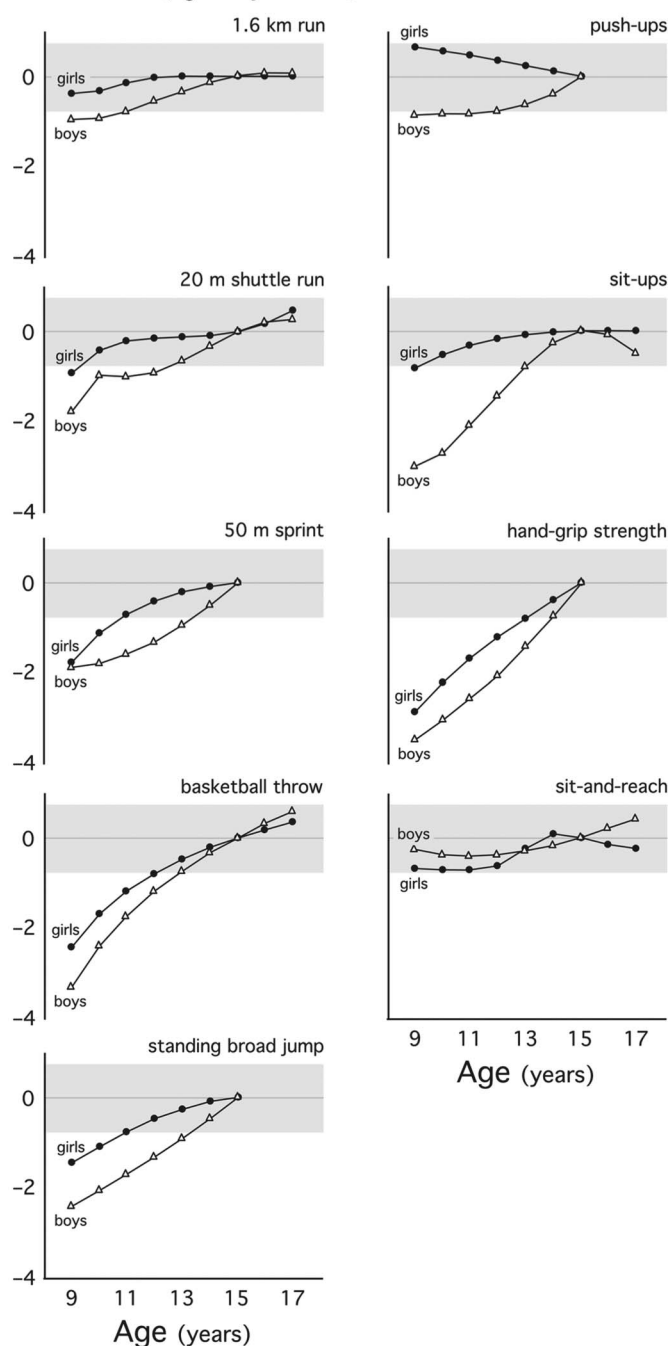 1.6 km run
girls
boys
0
−2
−4
push-ups
girls
boys
20 m shuttle run
girls
boys
0
−2
−4
sit-ups
girls
boys
50 m sprint
girls
boys
0
−2
−4
hand-grip strength
girls
boys
basketball throw
girls
boys
0
−2
−4
sit-and-reach
boys
girls
9 11 13 15 17
Age (years)
standing broad jump
girls
boys
0
−2
−4
9 11 13 15 17
Age (years)